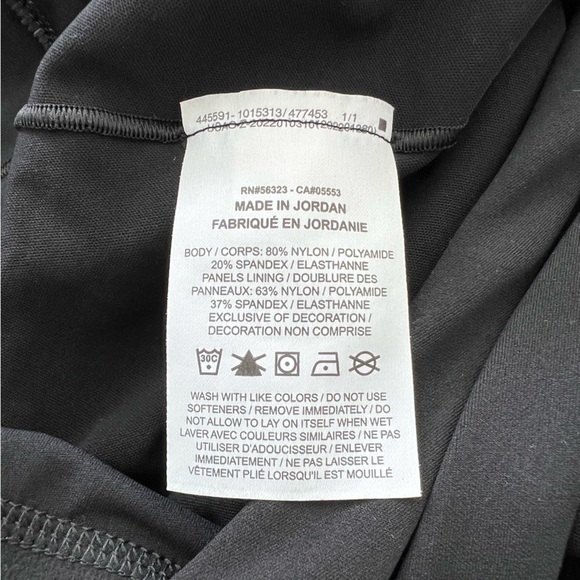 445591- 1015313/ 477453 1/1
RN#56323 - CA#05553
MADE IN JORDAN
FABRIQUÉ EN JORDANIE
BODY / CORPS: 80% NYLON / POLYAMIDE
20% SPANDEX / ELASTHANNE
PANELS LINING / DOUBLURE DES
PANNEAUX: 63% NYLON / POLYAMIDE
37% SPANDEX / ELASTHANNE
EXCLUSIVE OF DECORATION /
DECORATION NON COMPRISE
30C
WASH WITH LIKE COLORS / DO NOT USE
SOFTENERS / REMOVE IMMEDIATELY / DO
NOT ALLOW TO LAY ON ITSELF WHEN WET
LAVER AVEC COULEURS SIMILAIRES / NE PAS
UTILISER D'ADOUCISSEUR / ENLEVER
IMMÉDIATEMENT / NE PAS LAISSER LE
VÊTEMENT PLIÉ LORSQU'IL EST MOUILLÉ